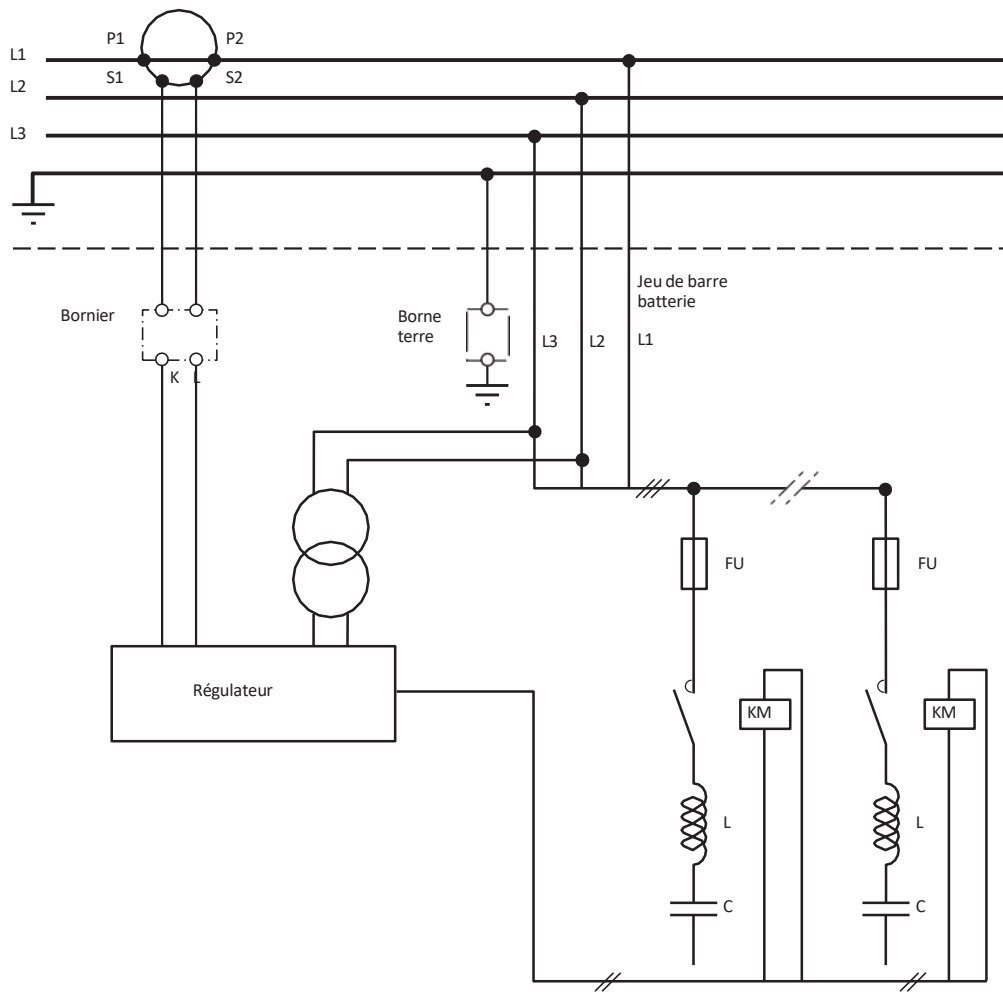 P1
P2
L1
S1
S2
L2
L3
Jeu de barre
batterie
Bornier
Borne
terre
L3
L2
L1
K
L
FU
FU
Régulateur
KM
KM
L
L
C
C